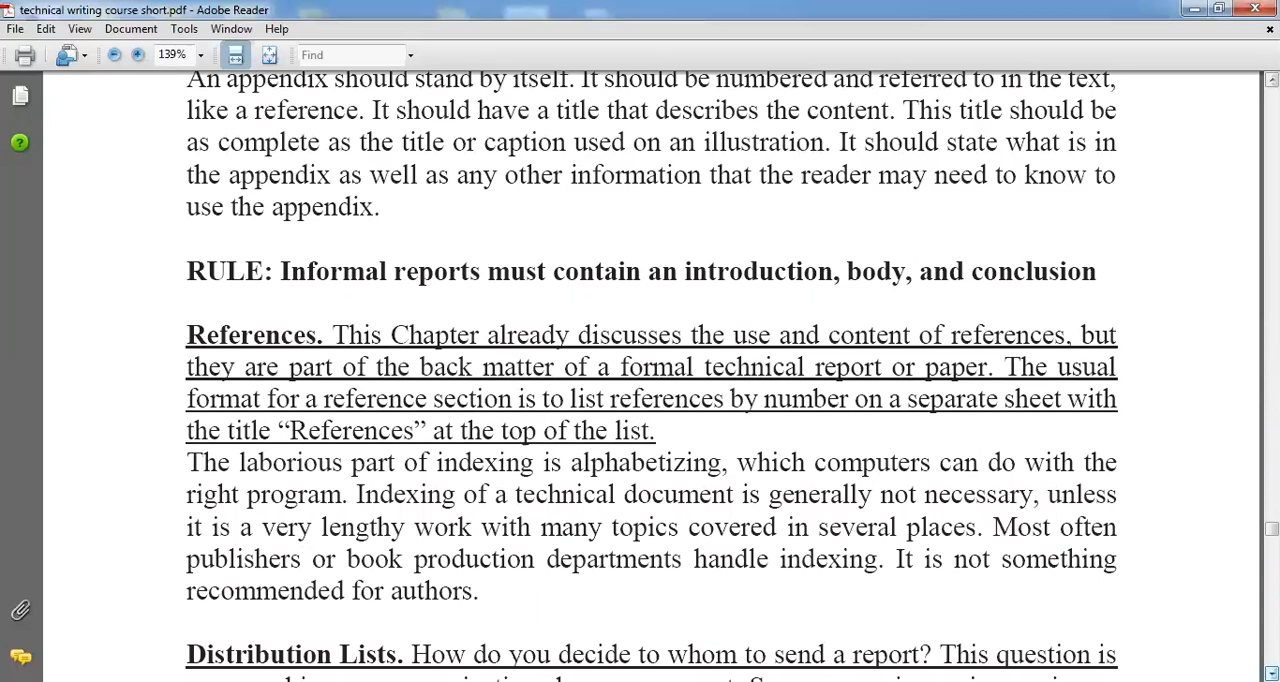 technical writing course short.pdf - Adobe Reader
File Edit View Document Tools Window Help
139% Find
An appendix should stand by itself. It should be numbered and referred to in the text,
like a reference. It should have a title that describes the content. This title should be
as complete as the title or caption used on an illustration. It should state what is in
the appendix as well as any other information that the reader may need to know to
use the appendix.
RULE: Informal reports must contain an introduction, body, and conclusion
References. This Chapter already discusses the use and content of references, but
they are part of the back matter of a formal technical report or paper. The usual
format for a reference section is to list references by number on a separate sheet with
the title “References” at the top of the list.
The laborious part of indexing is alphabetizing, which computers can do with the
right program. Indexing of a technical document is generally not necessary, unless
it is a very lengthy work with many topics covered in several places. Most often
publishers or book production departments handle indexing. It is not something
recommended for authors.
Distribution Lists. How do you decide to whom to send a report? This question is